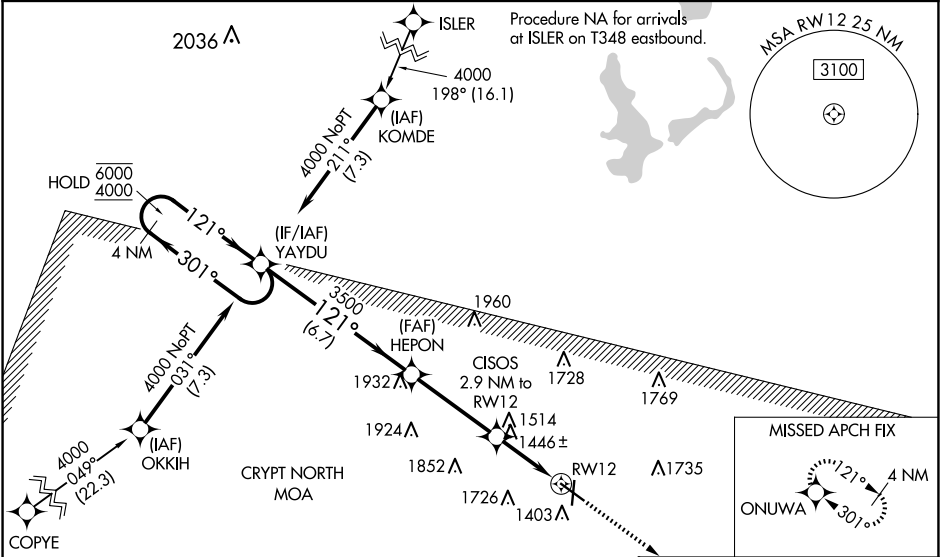 ISLER
Procedure NA for arrivals
at ISLER on T348 eastbound.
MSA RW12 25 NM
3100
2036
4000
198° (16.1)
(IAF)
KOMDE
4000 NoPT
211°
(7.3)
HOLD 6000
4000
121°
4 NM
301°
(IF/IAF)
YAYDU
3500
121°
(6.7)
1960
(FAF)
HEPON
1932
CISOS
2.9 NM to
RW12
1728
1769
4000 NoPT
031°
(7.3)
1514
1446 ±
1924
(IAF)
OKKIH
4000
049°
(22.3)
COPYE
CRYPT NORTH
MOA
1852
RW12
1735
1726
1403
MISSED APCH FIX
121°
4 NM
ONUWA
301°